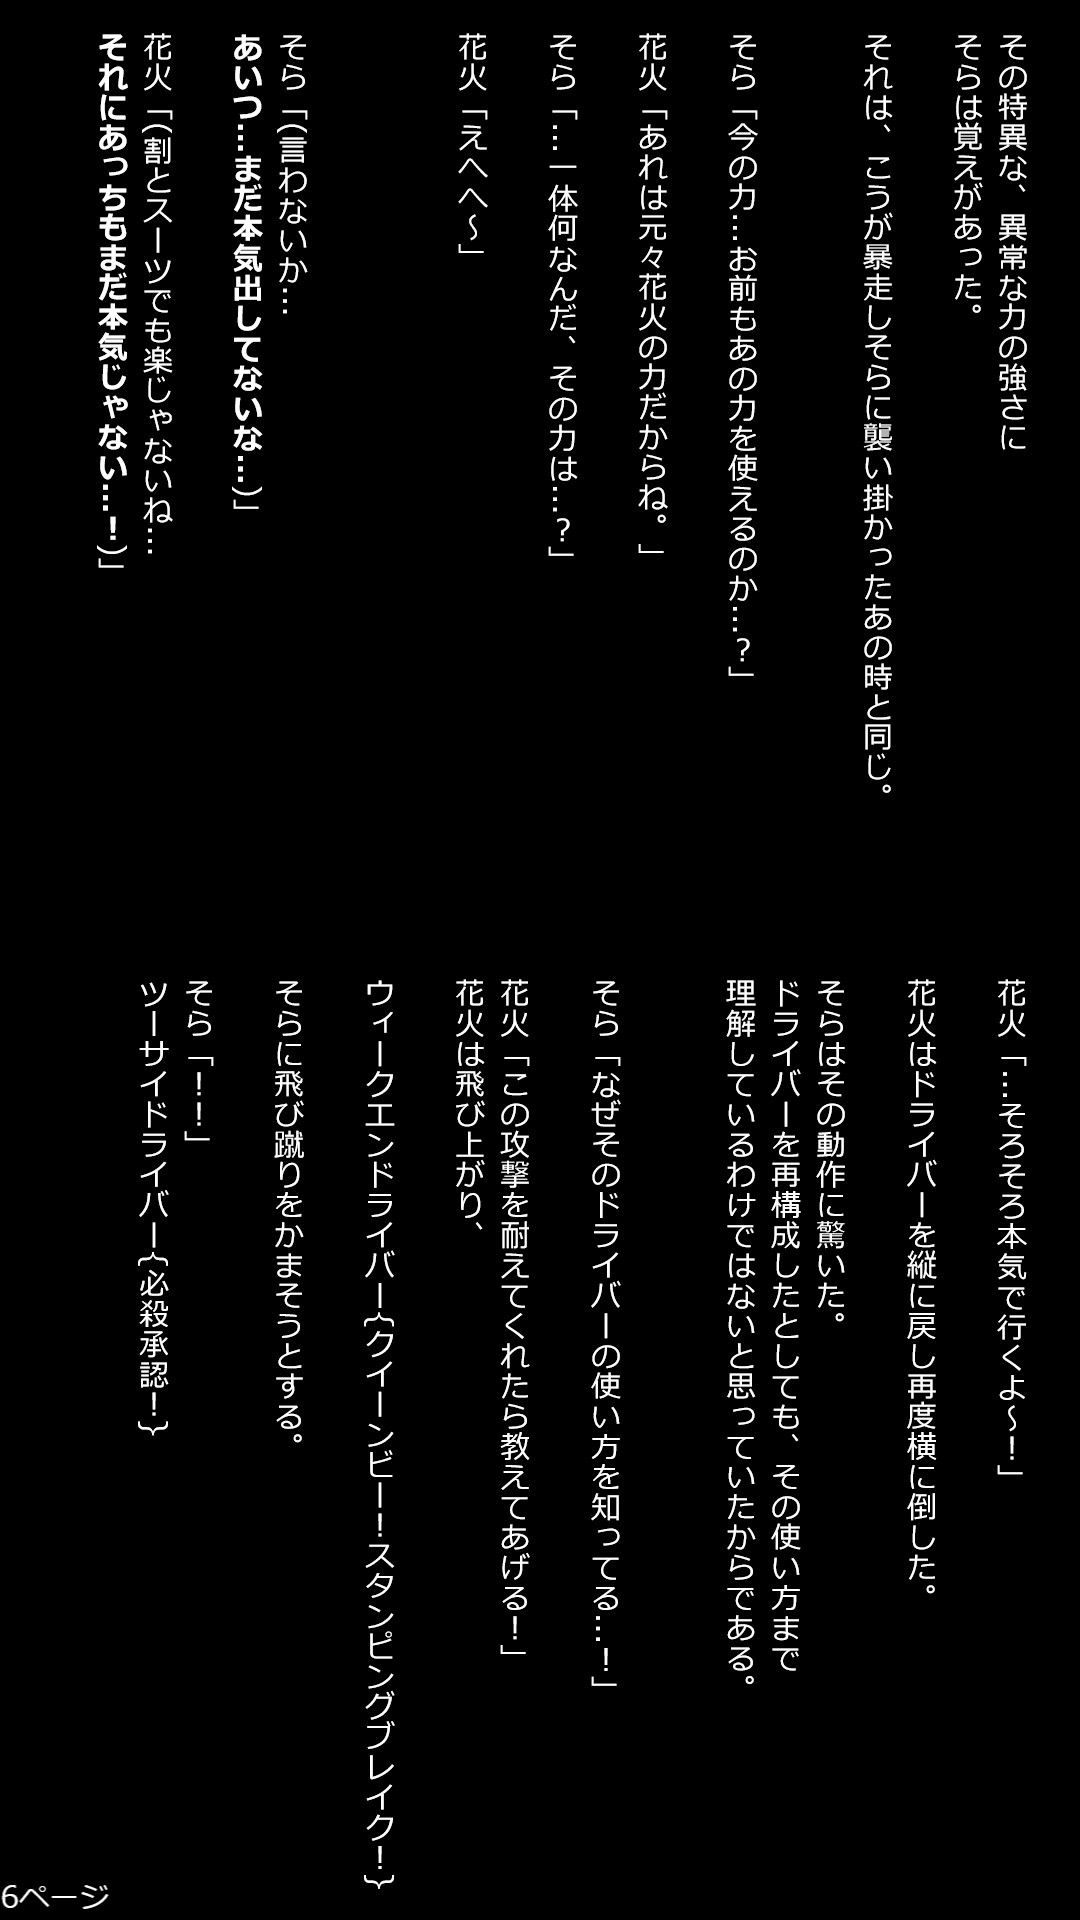 その特異な、異常な力の強さに
そらは覚えがあった。
それは、こうが暴走しそらに襲い掛かったあの時と同じ。
そら「今の力…お前もあの力を使えるのか…?」
花火「あれは元々花火の力だからね。」
そら「…一体何なんだ、その力は…?」
花火「えへへ～」
そら「(言わないか…
あいつ…まだ本気出してないな…)」
花火「(割とスーツでも楽じゃないね…
それにあっちもまだ本気じゃない…!)」
花火「…そろそろ本気で行くよ～!」
花火はドライバーを縦に戻し再度横に倒した。
そらはその動作に驚いた。
ドライバーを再構成したとしても、その使い方まで
理解しているわけではないと思っていたからである。
そら「なぜそのドライバーの使い方を知ってる…!」
花火「この攻撃を耐えてくれたら教えてあげる!」
花火は飛び上がり、
ウィークエンドライバー{クイーンビー!スタンピングブレイク!}
そらに飛び蹴りをかまそうとする。
そら「!!」
ツーサイドライバー{必殺承認!}
6ページ